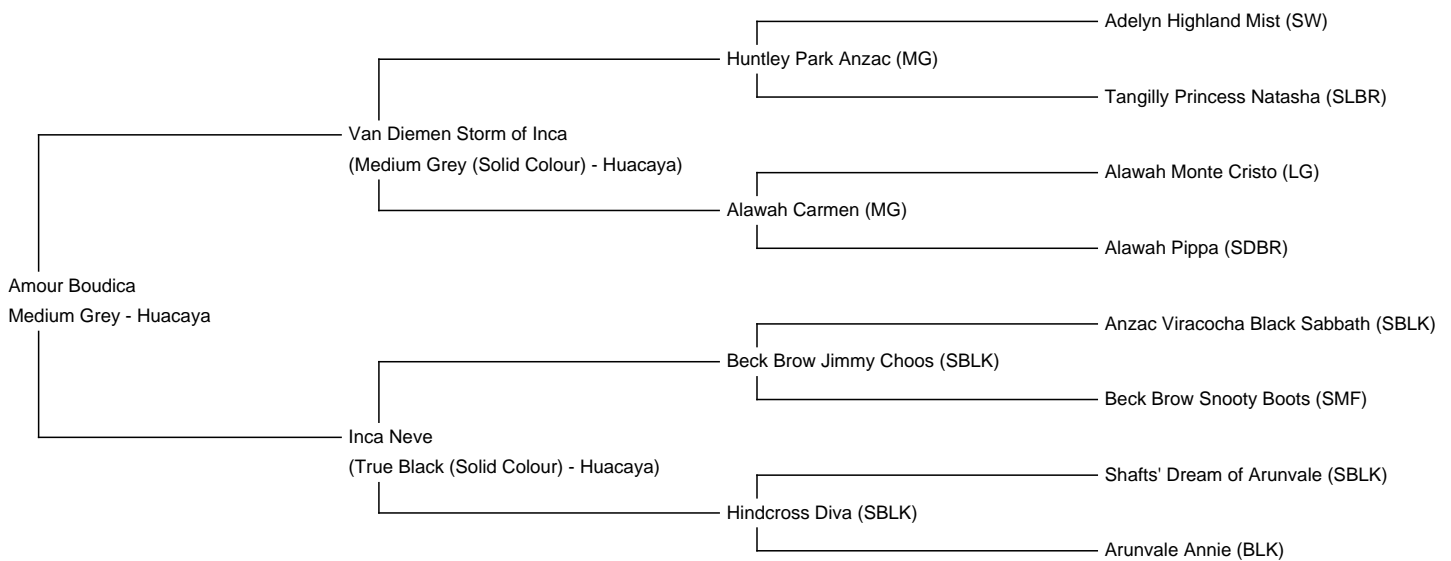 Adelyn Highland Mist (SW)
Huntley Park Anzac (MG)
Tangilly Princess Natasha (SLBR)
Van Diemen Storm of Inca
(Medium Grey (Solid Colour) - Huacaya)
Alawah Monte Cristo (LG)
Alawah Carmen (MG)
Alawah Pippa (SDBR)
Amour Boudica
Medium Grey - Huacaya
Anzac Viracocha Black Sabbath (SBLK)
Beck Brow Jimmy Choos (SBLK)
Beck Brow Snooty Boots (SMF)
Inca Neve
(True Black (Solid Colour) - Huacaya)
Shafts' Dream of Arunvale (SBLK)
Hindcross Diva (SBLK)
Arunvale Annie (BLK)